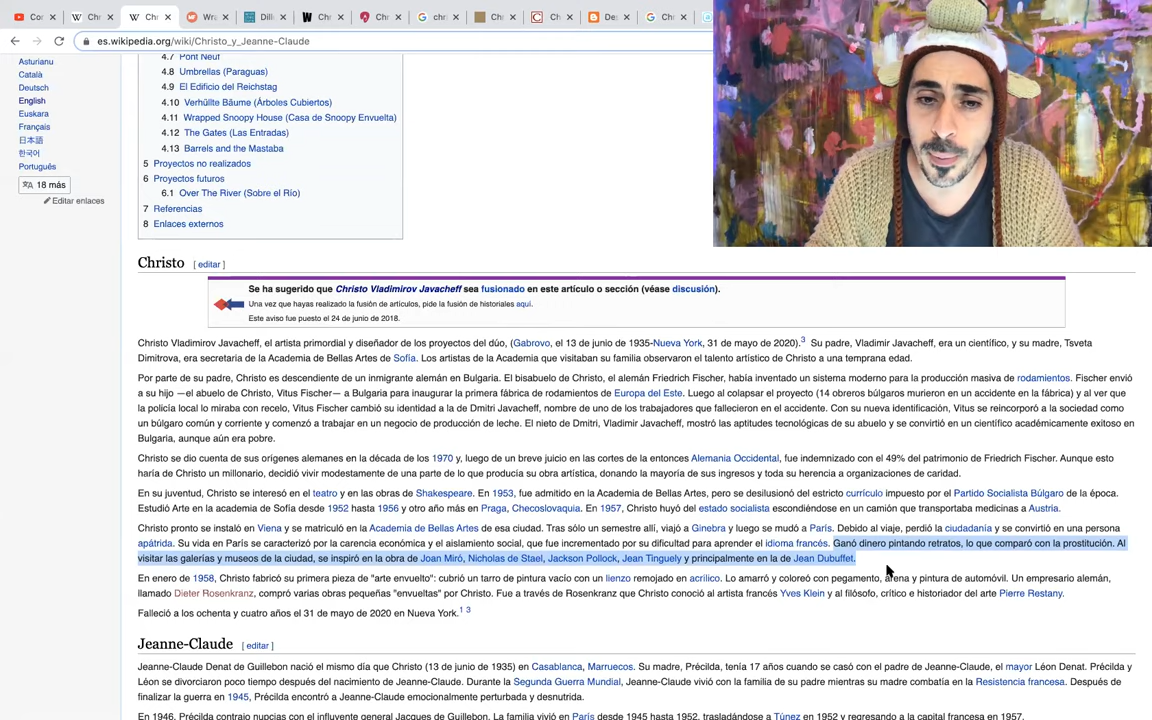 Co
Chr
Chr
Wra
Dille
Chr
Chr
chr
Chr
Ch
De
Chr
es.wikipedia.org/wiki/Christo_y_Jeanne-Claude
Asturianu
Català
Deutsch
English
Euskara
Français
日本語
한국어
Português
18 más
Editar enlaces
4.7 Pont Neuf
4.8 Umbrellas (Paraguas)
4.9 El Edificio del Reichstag
4.10 Verhüllte Bäume (Árboles Cubiertos)
4.11 Wrapped Snoopy House (Casa de Snoopy Envuelta)
4.12 The Gates (Las Entradas)
4.13 Barrels and the Mastaba
5 Proyectos no realizados
6 Proyectos futuros
6.1 Over The River (Sobre el Río)
7 Referencias
8 Enlaces externos
Christo [ editar ]
Se ha sugerido que Christo Vladimirov Javacheff sea fusionado en este artículo o sección (véase discusión).
Una vez que hayas realizado la fusión de artículos, pide la fusión de historiales aquí.
Este aviso fue puesto el 24 de junio de 2018.
Christo Vladimirov Javacheff, el artista primordial y diseñador de los proyectos del dúo, (Gabrovo, el 13 de junio de 1935-Nueva York, 31 de mayo de 2020).3 Su padre, Vladimir Javacheff, era un científico, y su madre, Tsveta
Dimitrova, era secretaria de la Academia de Bellas Artes de Sofía. Los artistas de la Academia que visitaban su familia observaron el talento artístico de Christo a una temprana edad.
Por parte de su padre, Christo es descendiente de un inmigrante alemán en Bulgaria. El bisabuelo de Christo, el alemán Friedrich Fischer, había inventado un sistema moderno para la producción masiva de rodamientos. Fischer envió
a su hijo —el abuelo de Christo, Vitus Fischer— a Bulgaria para inaugurar la primera fábrica de rodamientos de Europa del Este. Luego al colapsar el proyecto (14 obreros búlgaros murieron en un accidente en la fábrica) y al ver que
la policía local lo miraba con recelo, Vitus Fischer cambió su identidad a la de Dmitri Javacheff, nombre de uno de los trabajadores que fallecieron en el accidente. Con su nueva identificación, Vitus se reincorporó a la sociedad como
un búlgaro común y corriente y comenzó a trabajar en un negocio de producción de leche. El nieto de Dmitri, Vladimir Javacheff, mostró las aptitudes tecnológicas de su abuelo y se convirtió en un científico académicamente exitoso en
Bulgaria, aunque aún era pobre.
Christo se dio cuenta de sus orígenes alemanes en la década de los 1970 y, luego de un breve juicio en las cortes de la entonces Alemania Occidental, fue indemnizado con el 49% del patrimonio de Friedrich Fischer. Aunque esto
haría de Christo un millonario, decidió vivir modestamente de una parte de lo que producía su obra artística, donando la mayoría de sus ingresos y toda su herencia a organizaciones de caridad.
En su juventud, Christo se interesó en el teatro y en las obras de Shakespeare. En 1953, fue admitido en la Academia de Bellas Artes, pero se desilusionó del estricto currículo impuesto por el Partido Socialista Búlgaro de la época.
Estudió Arte en la academia de Sofía desde 1952 hasta 1956 y otro año más en Praga, Checoslovaquia. En 1957, Christo huyó del estado socialista escondiéndose en un camión que transportaba medicinas a Austria.
Christo pronto se instaló en Viena y se matriculó en la Academia de Bellas Artes de esa ciudad. Tras sólo un semestre allí, viajó a Ginebra y luego se mudó a París. Debido al viaje, perdió la ciudadanía y se convirtió en una persona
apátrida. Su vida en París se caracterizó por la carencia económica y el aislamiento social, que fue incrementado por su dificultad para aprender el idioma francés. Ganó dinero pintando retratos, lo que comparó con la prostitución. Al
visitar las galerías y museos de la ciudad, se inspiró en la obra de Joan Miró, Nicholas de Stael, Jackson Pollock, Jean Tinguely y principalmente en la de Jean Dubuffet.
En enero de 1958, Christo fabricó su primera pieza de "arte envuelto": cubrió un tarro de pintura vacío con un lienzo remojado en acrílico. Lo amarró y coloreó con pegamento, arena y pintura de automóvil. Un empresario alemán,
llamado Dieter Rosenkranz, compró varias obras pequeñas "envueltas" por Christo. Fue a través de Rosenkranz que Christo conoció al artista francés Yves Klein y al filósofo, crítico e historiador del arte Pierre Restany.
Falleció a los ochenta y cuatro años el 31 de mayo de 2020 en Nueva York.1 3
Jeanne-Claude [ editar ]
Jeanne-Claude Denat de Guillebon nació el mismo día que Christo (13 de junio de 1935) en Casablanca, Marruecos. Su madre, Précilda, tenía 17 años cuando se casó con el padre de Jeanne-Claude, el mayor Léon Denat. Précilda y
Léon se divorciaron poco tiempo después del nacimiento de Jeanne-Claude. Durante la Segunda Guerra Mundial, Jeanne-Claude vivió con la familia de su padre mientras su madre combatía en la Resistencia francesa. Después de
finalizar la guerra en 1945, Précilda encontró a Jeanne-Claude emocionalmente perturbada y desnutrida.
En 1946, Précilda contrajo nupcias con el influyente general Jacques de Guillebon. La familia vivió en París desde 1945 hasta 1952, trasladándose a Túnez en 1952 y regresando a la capital francesa en 1957.